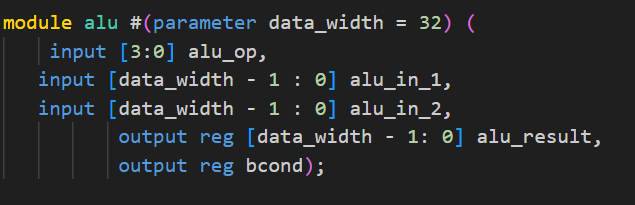 module alu #(parameter data_width = 32) (
input [3:0] alu_op,
input [data_width - 1 : 0] alu_in_1,
input [data_width - 1 : 0] alu_in_2,
output reg [data_width - 1: 0] alu_result,
output reg bcond);